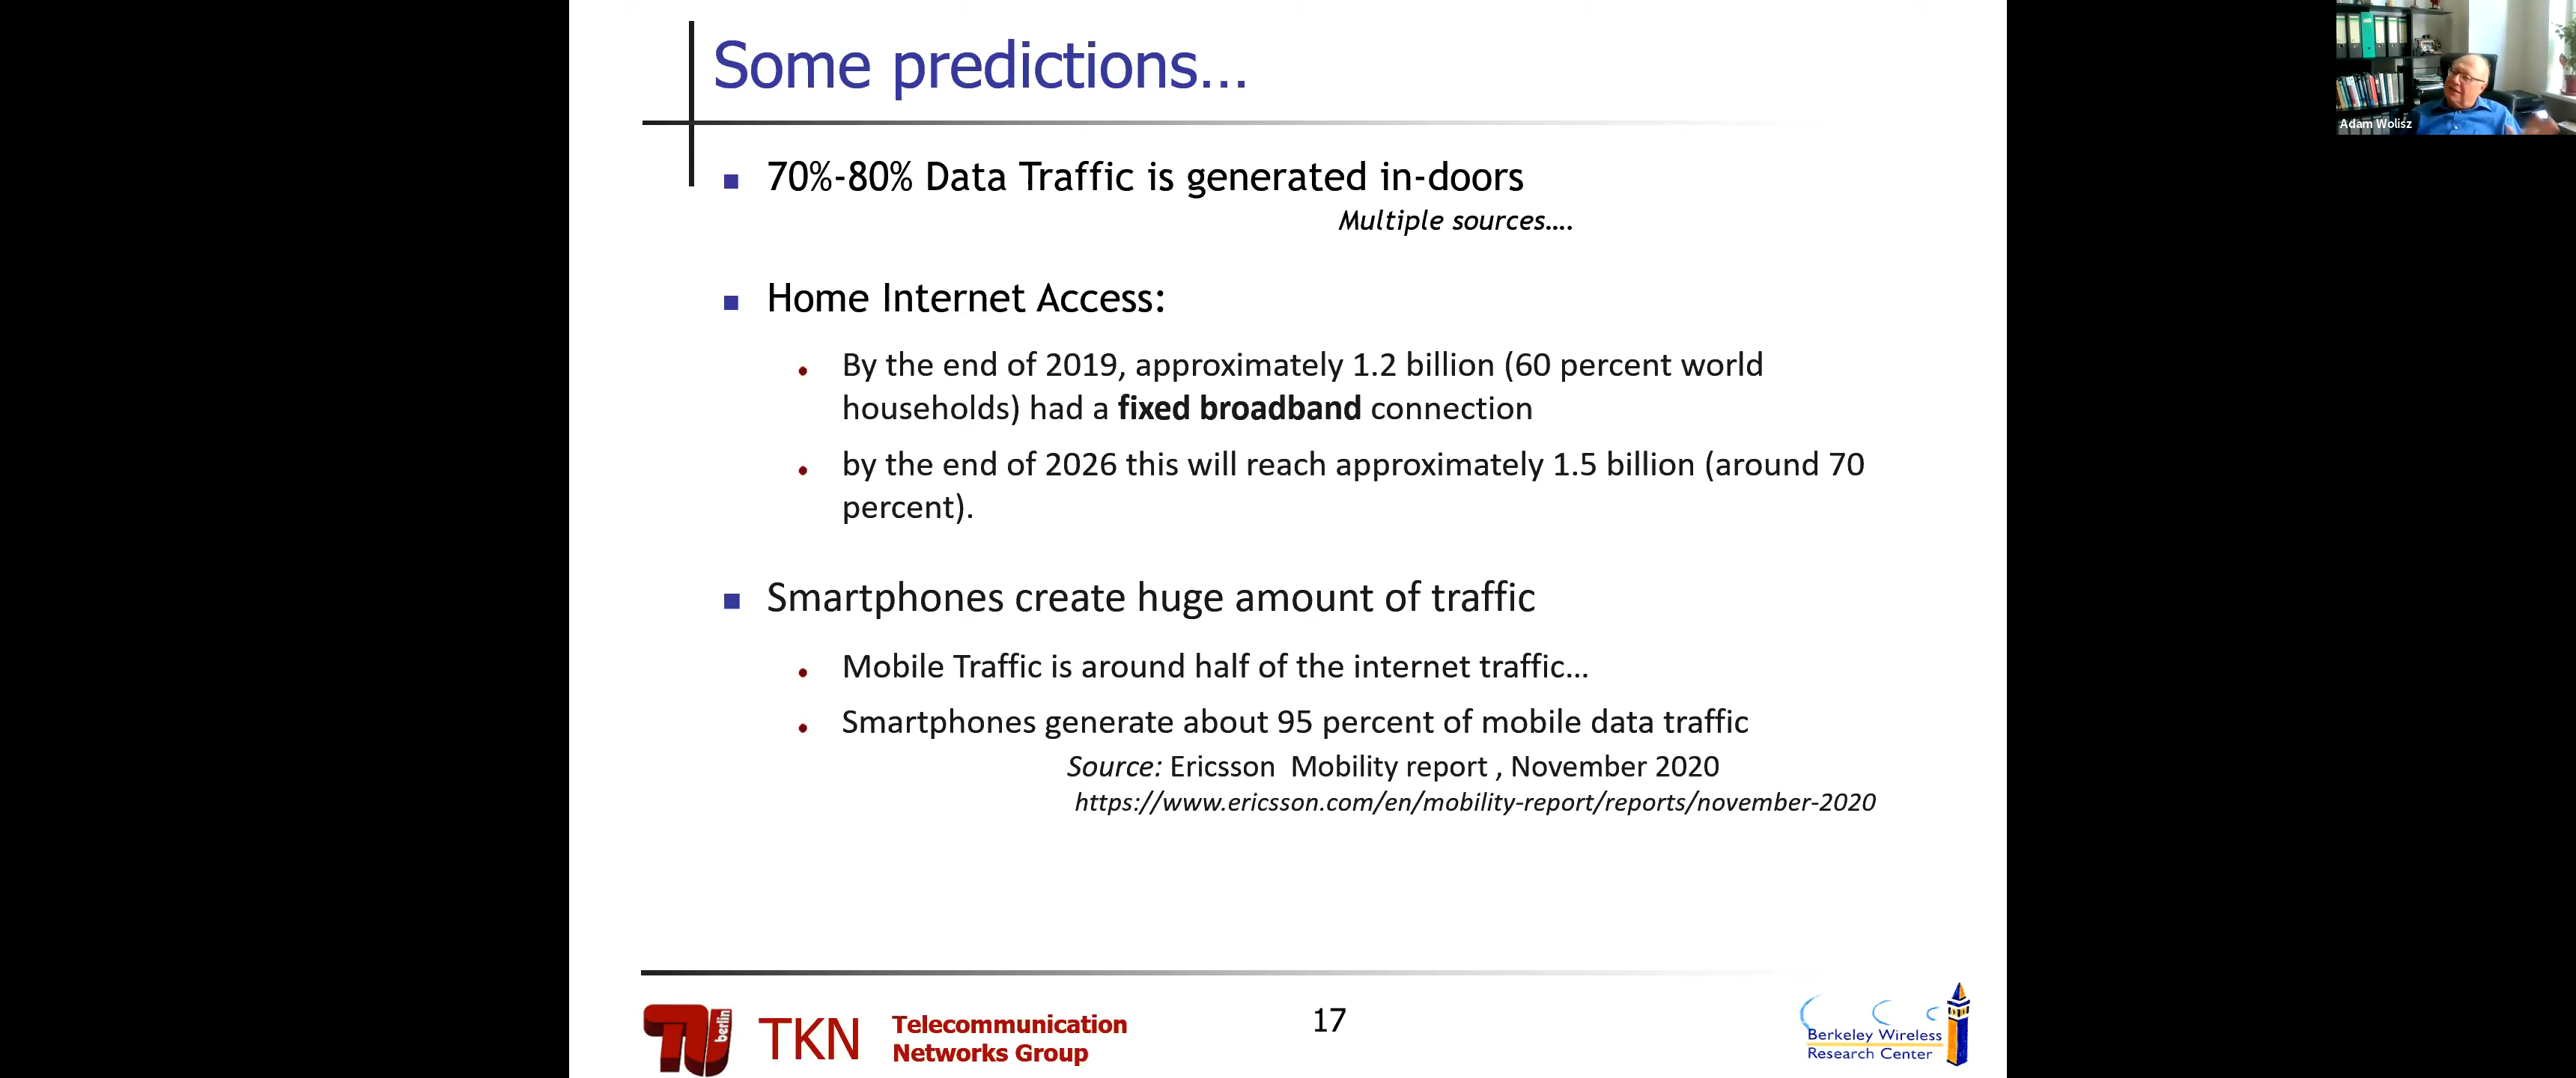 Some predictions...
70%-80% Data Traffic is generated in-doors
Multiple sources....
Home Internet Access:
By the end of 2019, approximately 1.2 billion (60 percent world
households) had a fixed broadband connection
by the end of 2026 this will reach approximately 1.5 billion (around 70
percent).
Smartphones create huge amount of traffic
Mobile Traffic is around half of the internet traffic...
Smartphones generate about 95 percent of mobile data traffic
Source: Ericsson Mobility report , November 2020
https://www.ericsson.com/en/mobility-report/reports/november-2020
TU berlin
TKN
Telecommunication
Networks Group
17
Berkeley Wireless
Research Center
Adam Wolisz